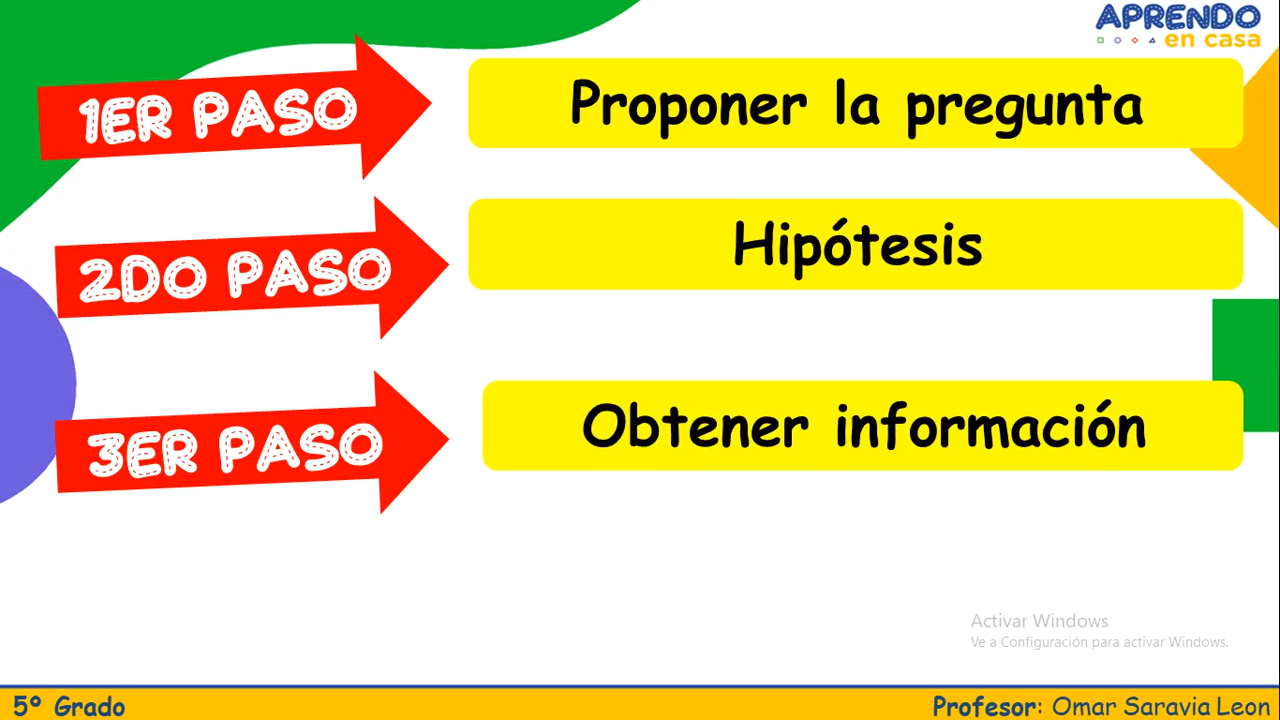 APRENDO
en casa
1ER PASO
Proponer la pregunta
2DO PASO
Hipótesis
3ER PASO
Obtener información
Activar Windows
Ve a Configuración para activar Windows.
5º Grado
Profesor: Omar Saravia Leon